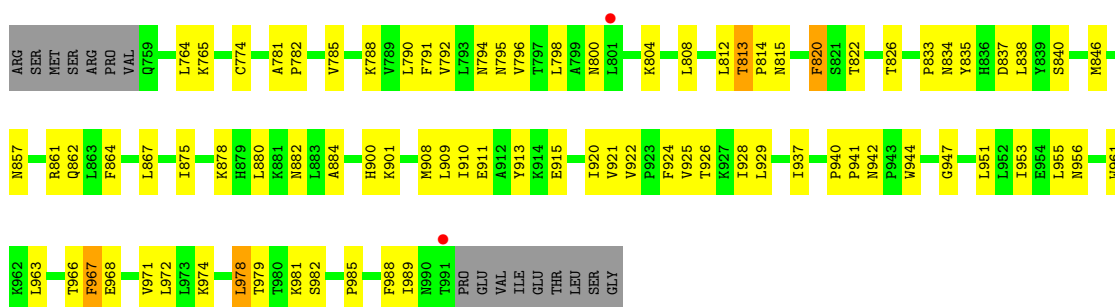 ARG SER MET SER ARG PRO VAL Q759 L764 K765 C774 A781 P782 V785 K788 V789 L790 F791 V792 L793 N794 N795 V796 T797 L798 A799 N800 L801 K804 L808 L812 T813 P814 N815 F820 S821 T822 T826 P833 N834 Y835 H836 D837 L838 Y839 S840 M846
N857 R861 Q862 L863 F864 L867 I875 K878 H879 L880 K881 N882 L883 A884 H900 K901 M908 L909 I910 E911 A912 Y913 K914 E915 I920 V921 V922 P923 F924 V925 T926 K927 I928 L929 I937 P940 P941 N942 P943 W944 G947 L951 L952 I953 E954 L955 N956 W961
K962 L963 T966 F967 E968 V971 L972 L973 K974 L978 T979 T980 K981 S982 P985 F988 I989 N990 T991 PRO GLU VAL ILE GLU THR LEU SER GLY